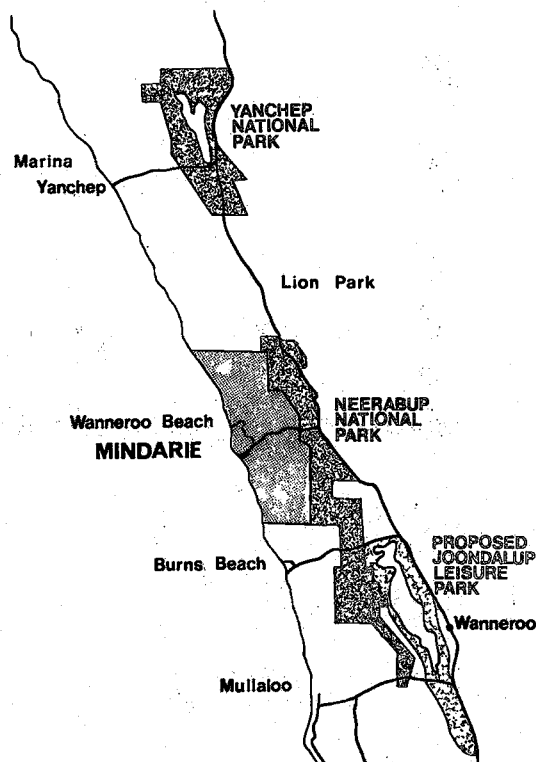 YANCHEP
NATIONAL
PARK
Marina
Yanchep
Lion Park
NEERABUP
NATIONAL
PARK
Wanneroo Beach
MINDARIE
PROPOSED
JOONDALUP
LEISURE
PARK
Burns Beach
Wanneroo
Mullaloo